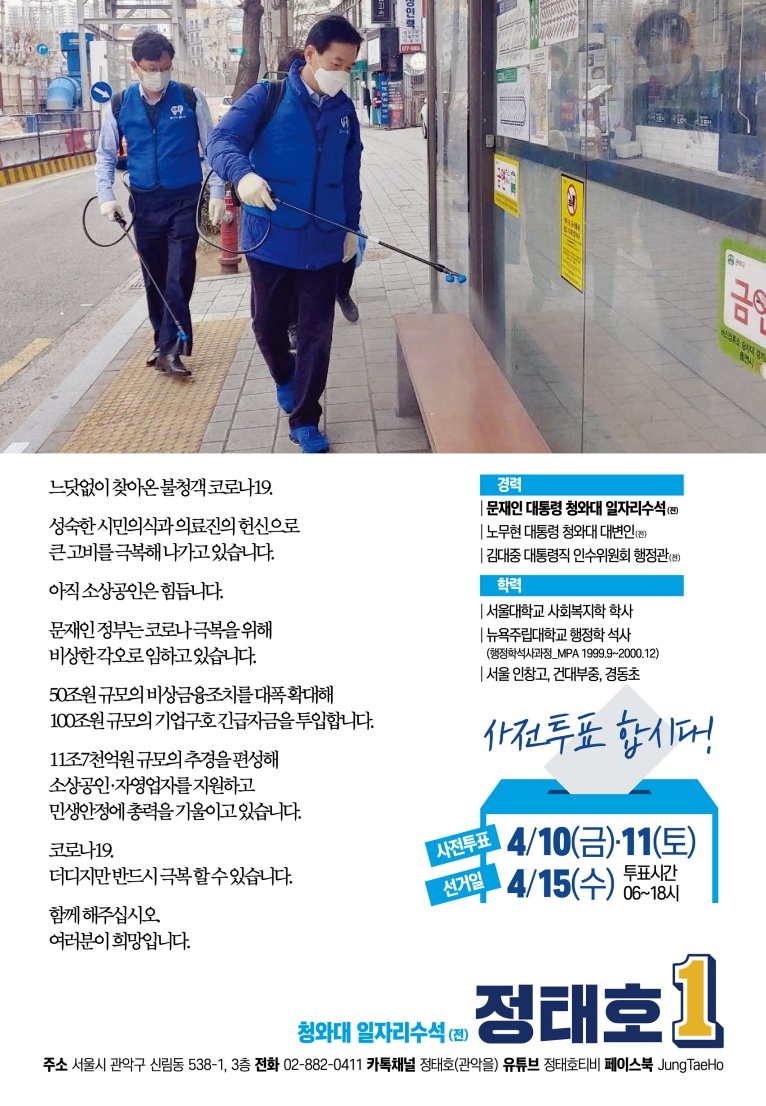 금연
금연
느닷없이 찾아온 불청객 코로나19.
성숙한 시민의식과 의료진의 헌신으로
큰 고비를 극복해 나가고 있습니다.
아직 소상공인은 힘듭니다.
문재인 정부는 코로나 극복을 위해
비상한 각오로 임하고 있습니다.
50조원 규모의 비상금융조치를 대폭 확대해
100조원 규모의 기업구호 긴급자금을 투입합니다.
11조7천억원 규모의 추경을 편성해
소상공인·자영업자를 지원하고
민생안정에 총력을 기울이고 있습니다.
코로나19.
더디지만 반드시 극복 할 수 있습니다.
함께 해주십시오.
여러분이 희망입니다.
경력
문재인 대통령 청와대 일자리수석(전)
노무현 대통령 청와대 대변인(전)
김대중 대통령직 인수위원회 행정관(전)
학력
서울대학교 사회복지학 학사
뉴욕주립대학교 행정학 석사
(행정학석사과정_MPA 1999.9~2000.12)
서울 인창고, 건대부중, 경동초
사전투표 합시다!
사전투표 4/10(금)·11(토)
선거일 4/15(수) 투표시간
06~18시
청와대 일자리수석(전) 정태호 1
주소 서울시 관악구 신림동 538-1, 3층 전화 02-882-0411 카톡채널 정태호(관악을) 유튜브 정태호티비 페이스북 JungTaeHo